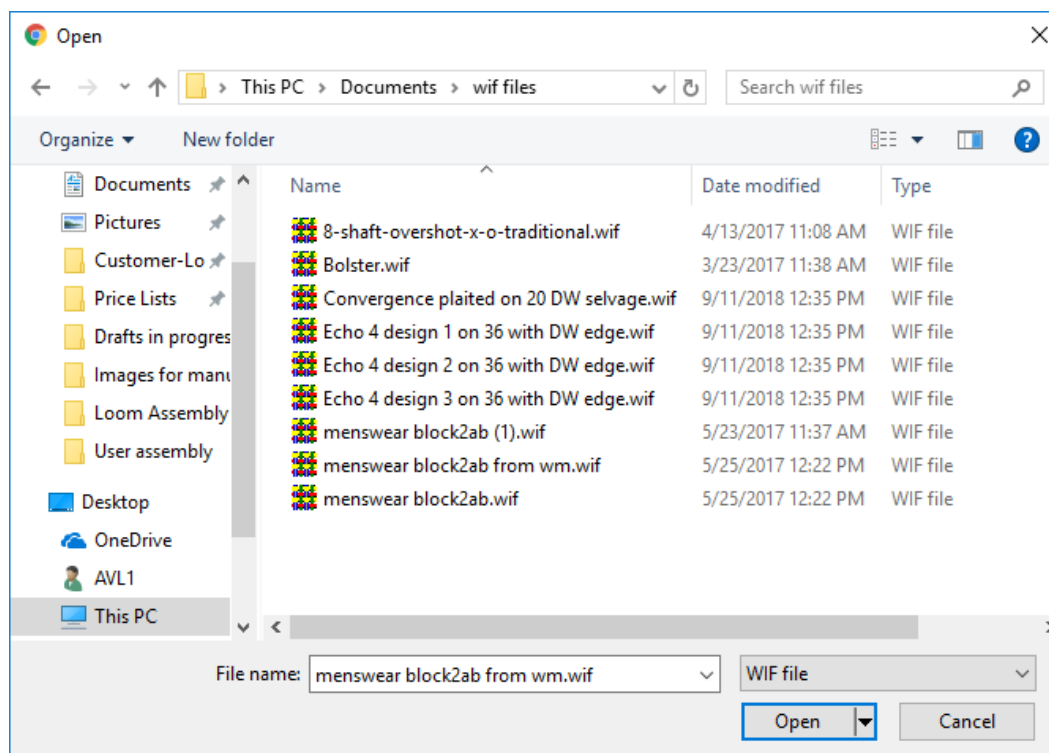 Open
This PC > Documents > wif files
Search wif files
Organize
New folder
Documents
Pictures
Customer-Lo
Price Lists
Drafts in progres
Images for manu
Loom Assembly
User assembly
Desktop
OneDrive
AVL1
This PC
Name Date modified Type
8-shaft-overshot-x-o-traditional.wif 4/13/2017 11:08 AM WIF file
Bolster.wif 3/23/2017 11:38 AM WIF file
Convergence plaited on 20 DW selvage.wif 9/11/2018 12:35 PM WIF file
Echo 4 design 1 on 36 with DW edge.wif 9/11/2018 12:35 PM WIF file
Echo 4 design 2 on 36 with DW edge.wif 9/11/2018 12:35 PM WIF file
Echo 4 design 3 on 36 with DW edge.wif 9/11/2018 12:35 PM WIF file
menswear block2ab (1).wif 5/23/2017 11:37 AM WIF file
menswear block2ab from wm.wif 5/25/2017 12:22 PM WIF file
menswear block2ab.wif 5/25/2017 12:22 PM WIF file
File name: menswear block2ab from wm.wif WIF file
Open Cancel